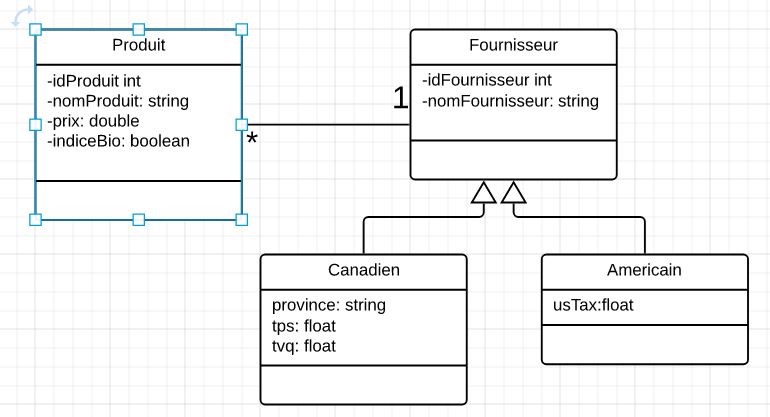 Produit
-idProduit int
-nomProduit: string
-prix: double
-indiceBio: boolean
*
1
Fournisseur
-idFournisseur int
-nomFournisseur: string
Canadien
province: string
tps: float
tvq: float
Americain
usTax:float